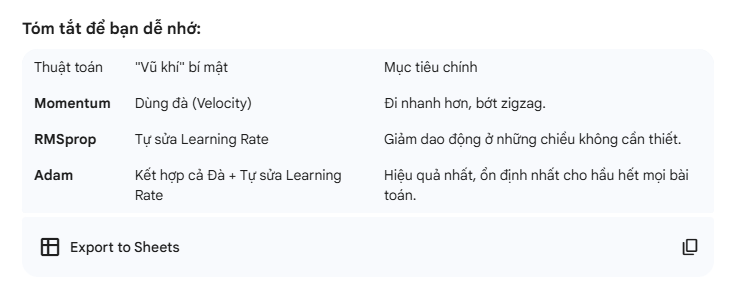 Tóm tắt để bạn dễ nhớ:
Thuật toán "Vũ khí" bí mật Mục tiêu chính
Momentum Dùng đà (Velocity) Đi nhanh hơn, bớt zigzag.
RMSprop Tự sửa Learning Rate Giảm dao động ở những chiều không cần thiết.
Adam Kết hợp cả Đà + Tự sửa Learning Hiệu quả nhất, ổn định nhất cho hầu hết mọi bài
Rate toán.
Export to Sheets